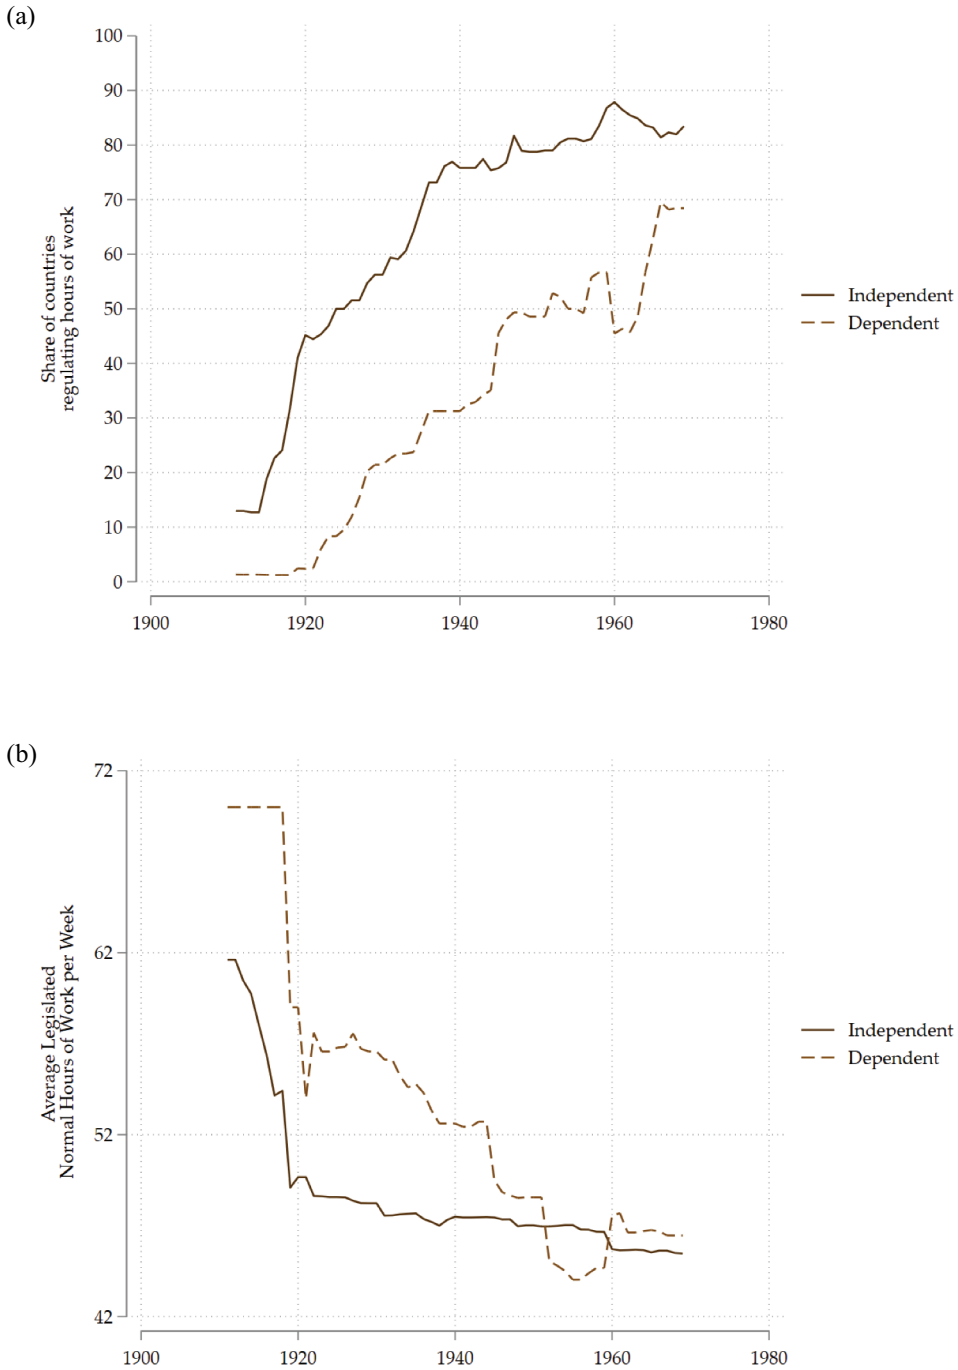 (a)
100
90
80
70
60
50
40
30
20
10
0
Share of countries
regulating hours of work
1900 1920 1940 1960 1980
Independent
Dependent
(b)
72
62
52
42
Average Legislated
Normal Hours of Work per Week
1900 1920 1940 1960 1980
Independent
Dependent